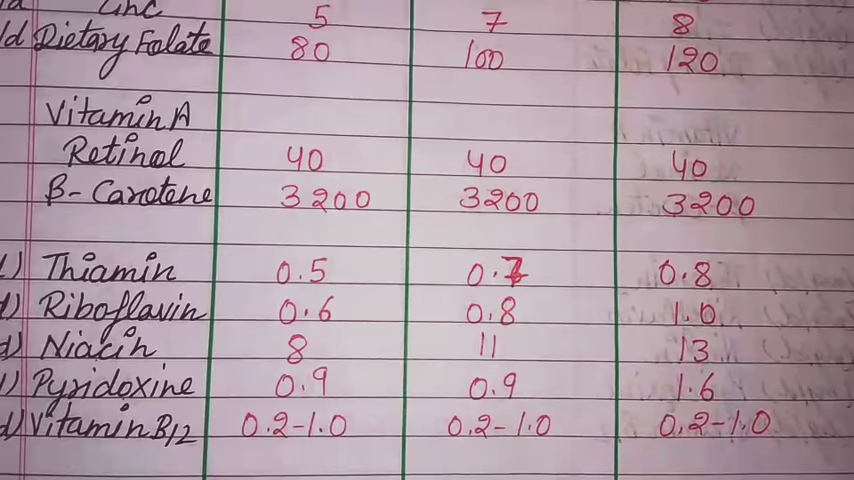 Zinc 5 7 8
/d Dietary Folate 80 100 120
Vitamin A
Retinol 40 40 40
β-Carotene 3200 3200 3200
Thiamin 0.5 0.7 0.8
Riboflavin 0.6 0.8 1.0
d) Niacin 8 11 13
Pyridoxine 0.9 0.9 1.6
d) Vitamin B12 0.2-1.0 0.2-1.0 0.2-1.0